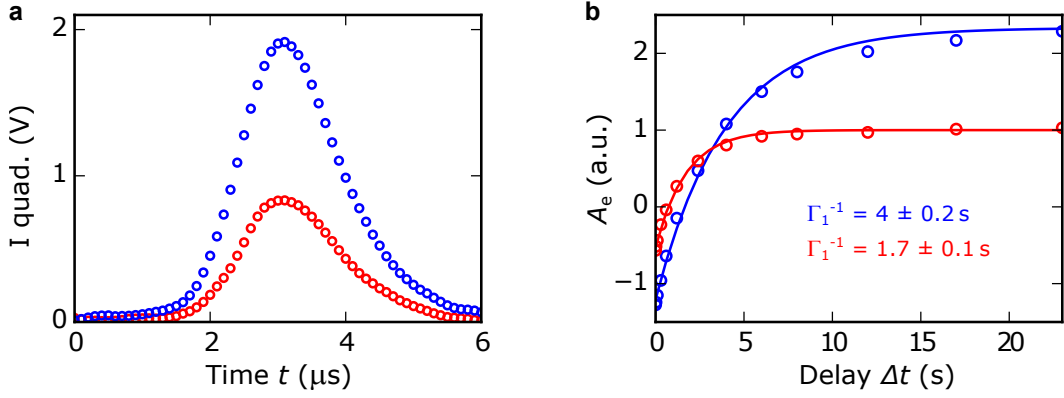 a
I quad. (V)
2
1
0
0
2
4
6
Time t (μs)
b
A_e (a.u.)
2
1
0
−1
Γ₁⁻¹ = 4 ± 0.2 s
Γ₁⁻¹ = 1.7 ± 0.1 s
0
5
10
15
20
Delay Δt (s)